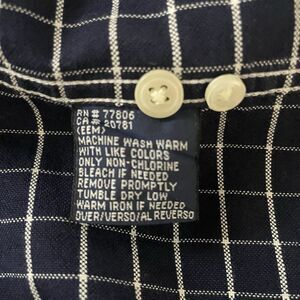 RN# 77806
CA# 20781
(EEM)
MACHINE WASH WARM
WITH LIKE COLORS
ONLY NON-CHLORINE
BLEACH IF NEEDED
REMOVE PROMPTLY
TUMBLE DRY LOW
WARM IRON IF NEEDED
OVER/VERSO/AL REVERSO